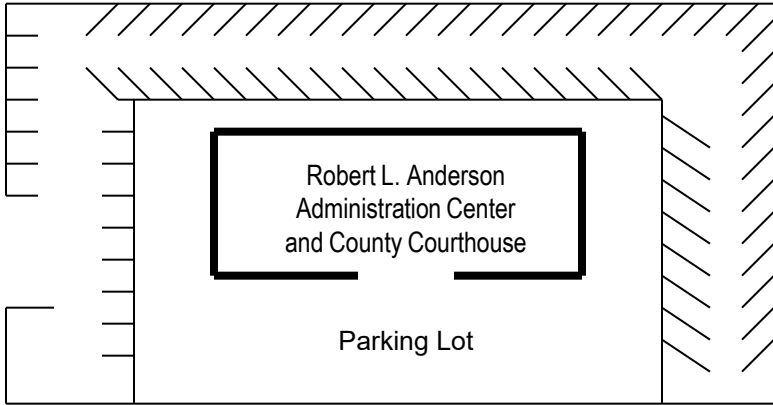 Robert L. Anderson
Administration Center
and County Courthouse
Parking Lot